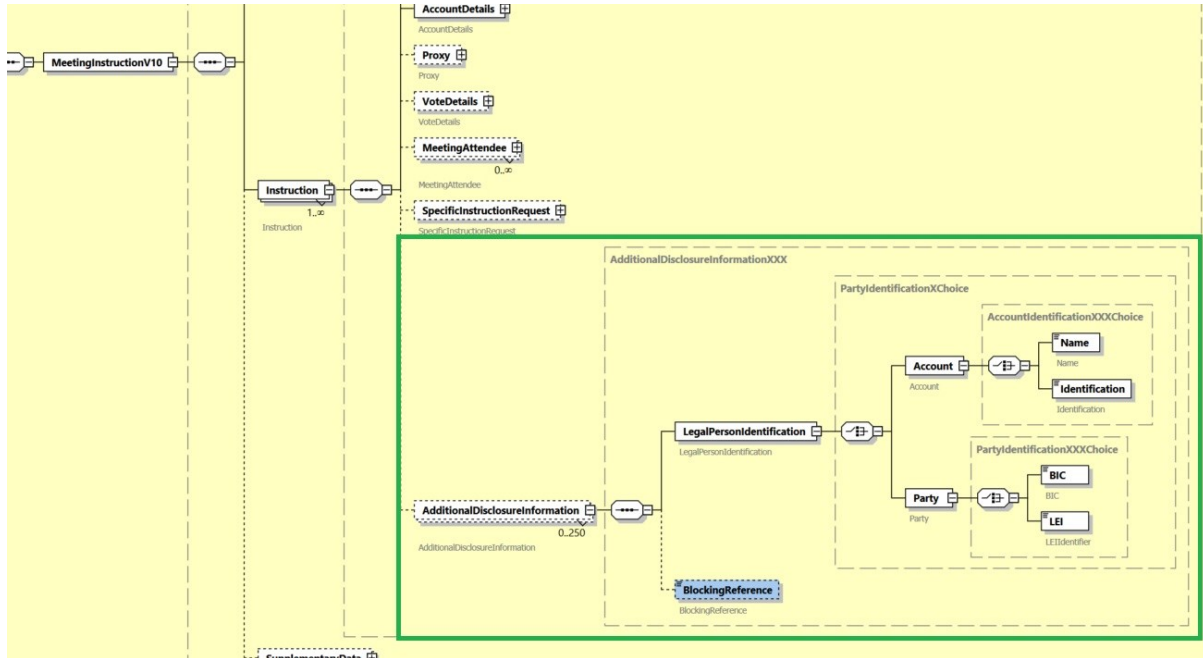 AccountDetails
AccountDetails
MeetingInstructionV10
Proxy
Proxy
VoteDetails
VoteDetails
MeetingAttendee
0..∞
MeetingAttendee
Instruction
1..∞
Instruction
SpecificInstructionRequest
SpecificInstructionRequest
AdditionalDisclosureInformationXXX
PartyIdentificationXChoice
AccountIdentificationXXXChoice
Name
Name
Account
Account
Identification
Identification
LegalPersonIdentification
LegalPersonIdentification
PartyIdentificationXXXChoice
BIC
BIC
Party
Party
LEI
LEIIdentifier
AdditionalDisclosureInformation
0..250
AdditionalDisclosureInformation
BlockingReference
BlockingReference
SupplementaryData